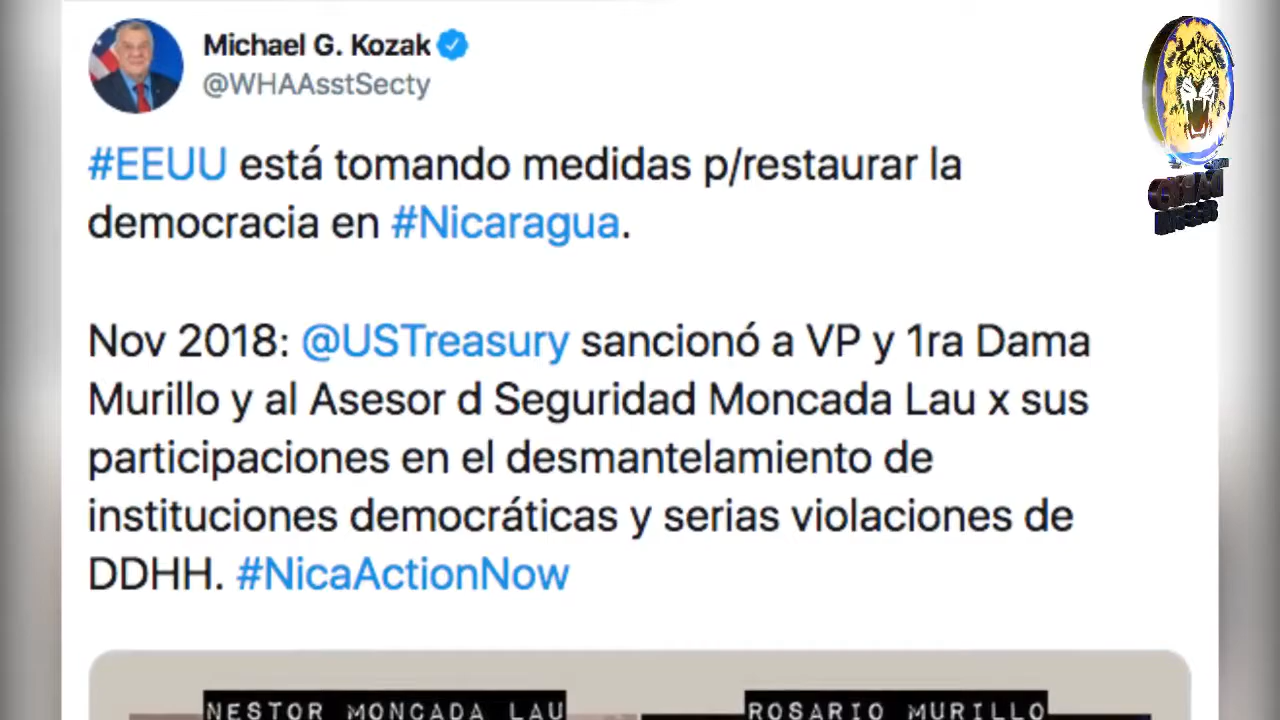 Michael G. Kozak
@WHAAsstSecty
#EEUU está tomando medidas p/restaurar la
democracia en #Nicaragua.
Nov 2018: @USTreasury sancionó a VP y 1ra Dama
Murillo y al Asesor d Seguridad Moncada Lau x sus
participaciones en el desmantelamiento de
instituciones democráticas y serias violaciones de
DDHH. #NicaActionNow
NESTOR MONCADA LAU
ROSARIO MURILLO